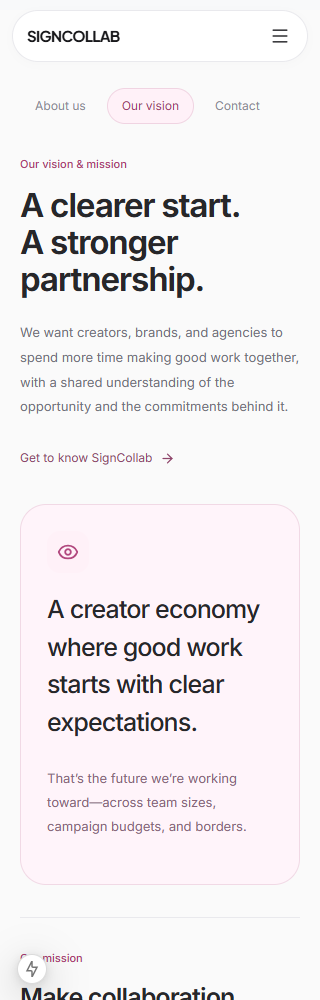 SIGNCOLLAB
About us
Our vision
Contact
Our vision & mission
A clearer start.
A stronger
partnership.
We want creators, brands, and agencies to
spend more time making good work together,
with a shared understanding of the
opportunity and the commitments behind it.
Get to know SignCollab →
A creator economy
where good work
starts with clear
expectations.
That's the future we're working
toward—across team sizes,
campaign budgets, and borders.
mission
Make collaboration